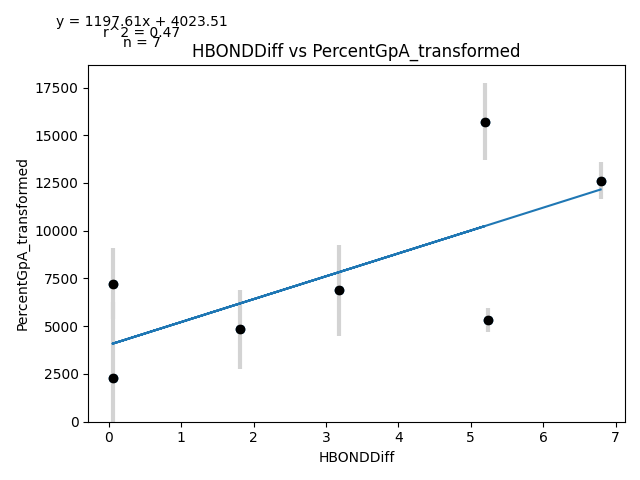 y = 1197.61x + 4023.51
r^2 = 0.47
n = 7
HBONDDiff vs PercentGpA_transformed
PercentGpA_transformed
17500
15000
12500
10000
7500
5000
2500
0
0 1 2 3 4 5 6 7
HBONDDiff